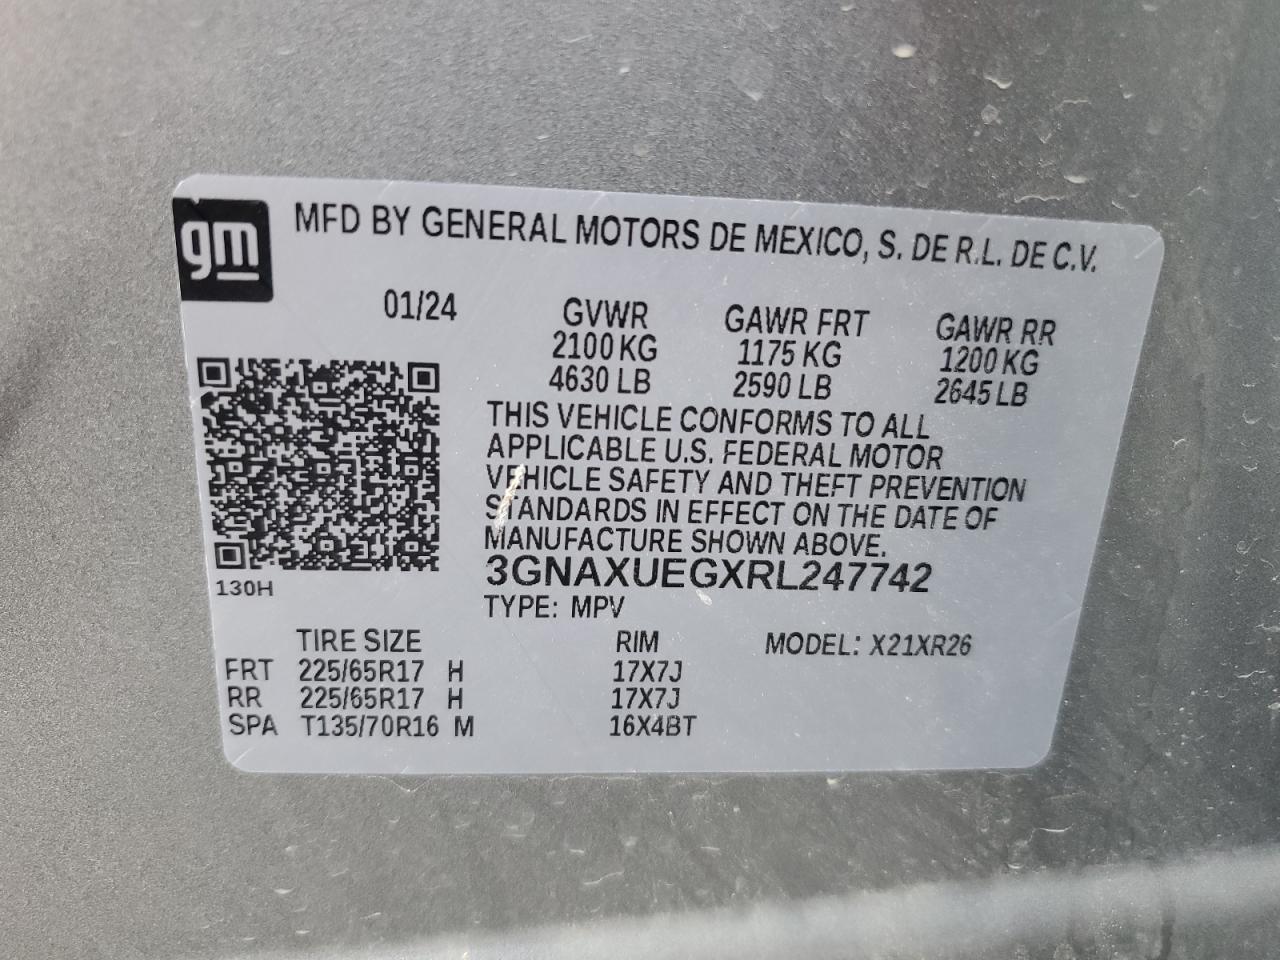 gm
MFD BY GENERAL MOTORS DE MEXICO, S. DE R.L. DE C.V.
01/24 GVWR GAWR FRT GAWR RR
2100 KG 1175 KG 1200 KG
4630 LB 2590 LB 2645 LB
THIS VEHICLE CONFORMS TO ALL
APPLICABLE U.S. FEDERAL MOTOR
VEHICLE SAFETY AND THEFT PREVENTION
STANDARDS IN EFFECT ON THE DATE OF
MANUFACTURE SHOWN ABOVE.
3GNAXUEGXRL247742
130H
TYPE: MPV
TIRE SIZE RIM MODEL: X21XR26
FRT 225/65R17 H 17X7J
RR 225/65R17 H 17X7J
SPA T135/70R16 M 16X4BT